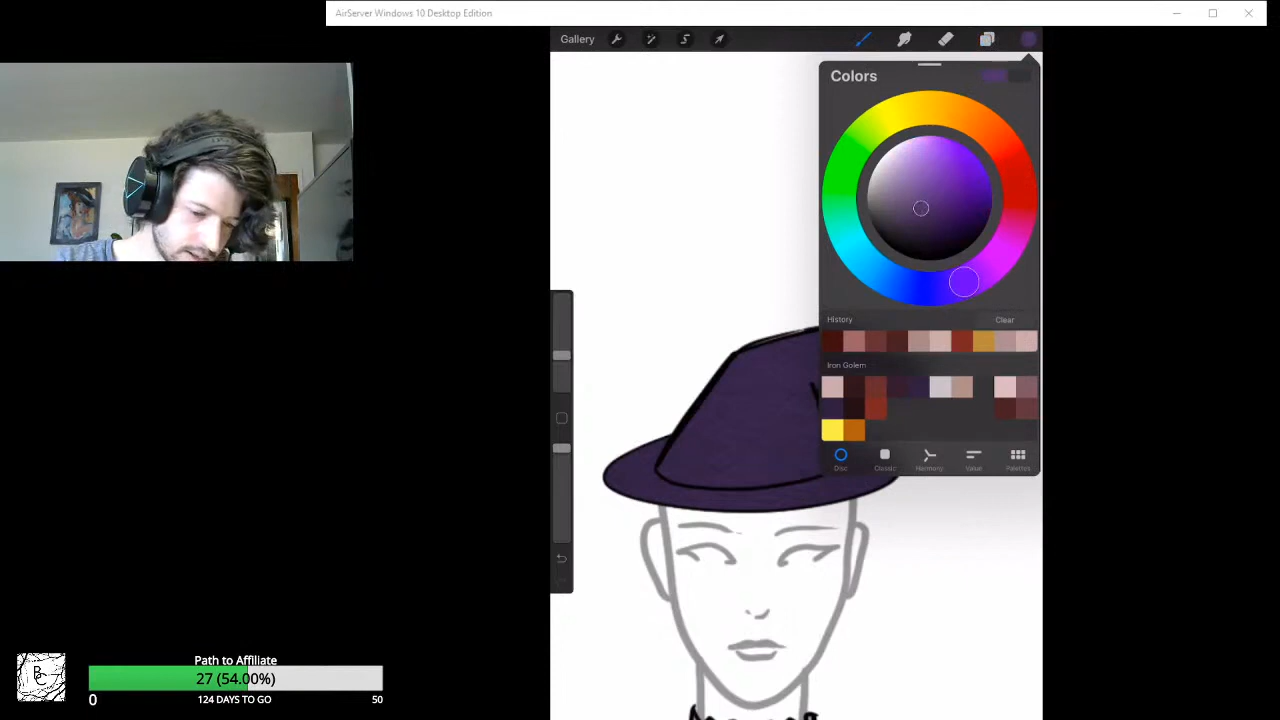 AirServer Windows 10 Desktop Edition
Gallery
Colors
History
Clear
Iron Golem
Disc
Classic
Harmony
Value
Palettes
Path to Affiliate
27 (54.00%)
0
124 DAYS TO GO
50